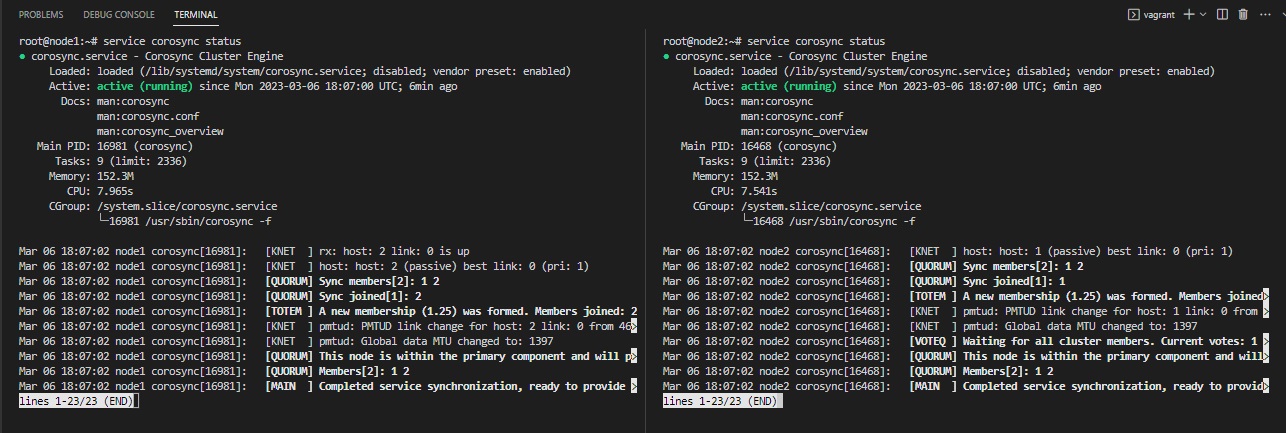 PROBLEMS DEBUG CONSOLE TERMINAL vagrant
root@node1:~# service corosync status
● corosync.service - Corosync Cluster Engine
Loaded: loaded (/lib/systemd/system/corosync.service; disabled; vendor preset: enabled)
Active: active (running) since Mon 2023-03-06 18:07:00 UTC; 6min ago
Docs: man:corosync
man:corosync.conf
man:corosync_overview
Main PID: 16981 (corosync)
Tasks: 9 (limit: 2336)
Memory: 152.3M
CPU: 7.965s
CGroup: /system.slice/corosync.service
└─16981 /usr/sbin/corosync -f
Mar 06 18:07:02 node1 corosync[16981]: [KNET  ] rx: host: 2 link: 0 is up
Mar 06 18:07:02 node1 corosync[16981]: [KNET  ] host: host: 2 (passive) best link: 0 (pri: 1)
Mar 06 18:07:02 node1 corosync[16981]: [QUORUM] Sync members[2]: 1 2
Mar 06 18:07:02 node1 corosync[16981]: [QUORUM] Sync joined[1]: 2
Mar 06 18:07:02 node1 corosync[16981]: [TOTEM ] A new membership (1.25) was formed. Members joined: 2
Mar 06 18:07:02 node1 corosync[16981]: [KNET  ] pmtud: PMTUD link change for host: 2 link: 0 from 46>
Mar 06 18:07:02 node1 corosync[16981]: [KNET  ] pmtud: Global data MTU changed to: 1397
Mar 06 18:07:02 node1 corosync[16981]: [QUORUM] This node is within the primary component and will p>
Mar 06 18:07:02 node1 corosync[16981]: [QUORUM] Members[2]: 1 2
Mar 06 18:07:02 node1 corosync[16981]: [MAIN  ] Completed service synchronization, ready to provide >
lines 1-23/23 (END)
root@node2:~# service corosync status
● corosync.service - Corosync Cluster Engine
Loaded: loaded (/lib/systemd/system/corosync.service; disabled; vendor preset: enabled)
Active: active (running) since Mon 2023-03-06 18:07:00 UTC; 6min ago
Docs: man:corosync
man:corosync.conf
man:corosync_overview
Main PID: 16468 (corosync)
Tasks: 9 (limit: 2336)
Memory: 152.3M
CPU: 7.541s
CGroup: /system.slice/corosync.service
└─16468 /usr/sbin/corosync -f
Mar 06 18:07:02 node2 corosync[16468]: [KNET  ] host: host: 1 (passive) best link: 0 (pri: 1)
Mar 06 18:07:02 node2 corosync[16468]: [QUORUM] Sync members[2]: 1 2
Mar 06 18:07:02 node2 corosync[16468]: [QUORUM] Sync joined[1]: 1
Mar 06 18:07:02 node2 corosync[16468]: [TOTEM ] A new membership (1.25) was formed. Members joined>
Mar 06 18:07:02 node2 corosync[16468]: [KNET  ] pmtud: PMTUD link change for host: 1 link: 0 from >
Mar 06 18:07:02 node2 corosync[16468]: [KNET  ] pmtud: Global data MTU changed to: 1397
Mar 06 18:07:02 node2 corosync[16468]: [VOTEQ ] Waiting for all cluster members. Current votes: 1 >
Mar 06 18:07:02 node2 corosync[16468]: [QUORUM] This node is within the primary component and will>
Mar 06 18:07:02 node2 corosync[16468]: [QUORUM] Members[2]: 1 2
Mar 06 18:07:02 node2 corosync[16468]: [MAIN  ] Completed service synchronization, ready to provid>
lines 1-23/23 (END)